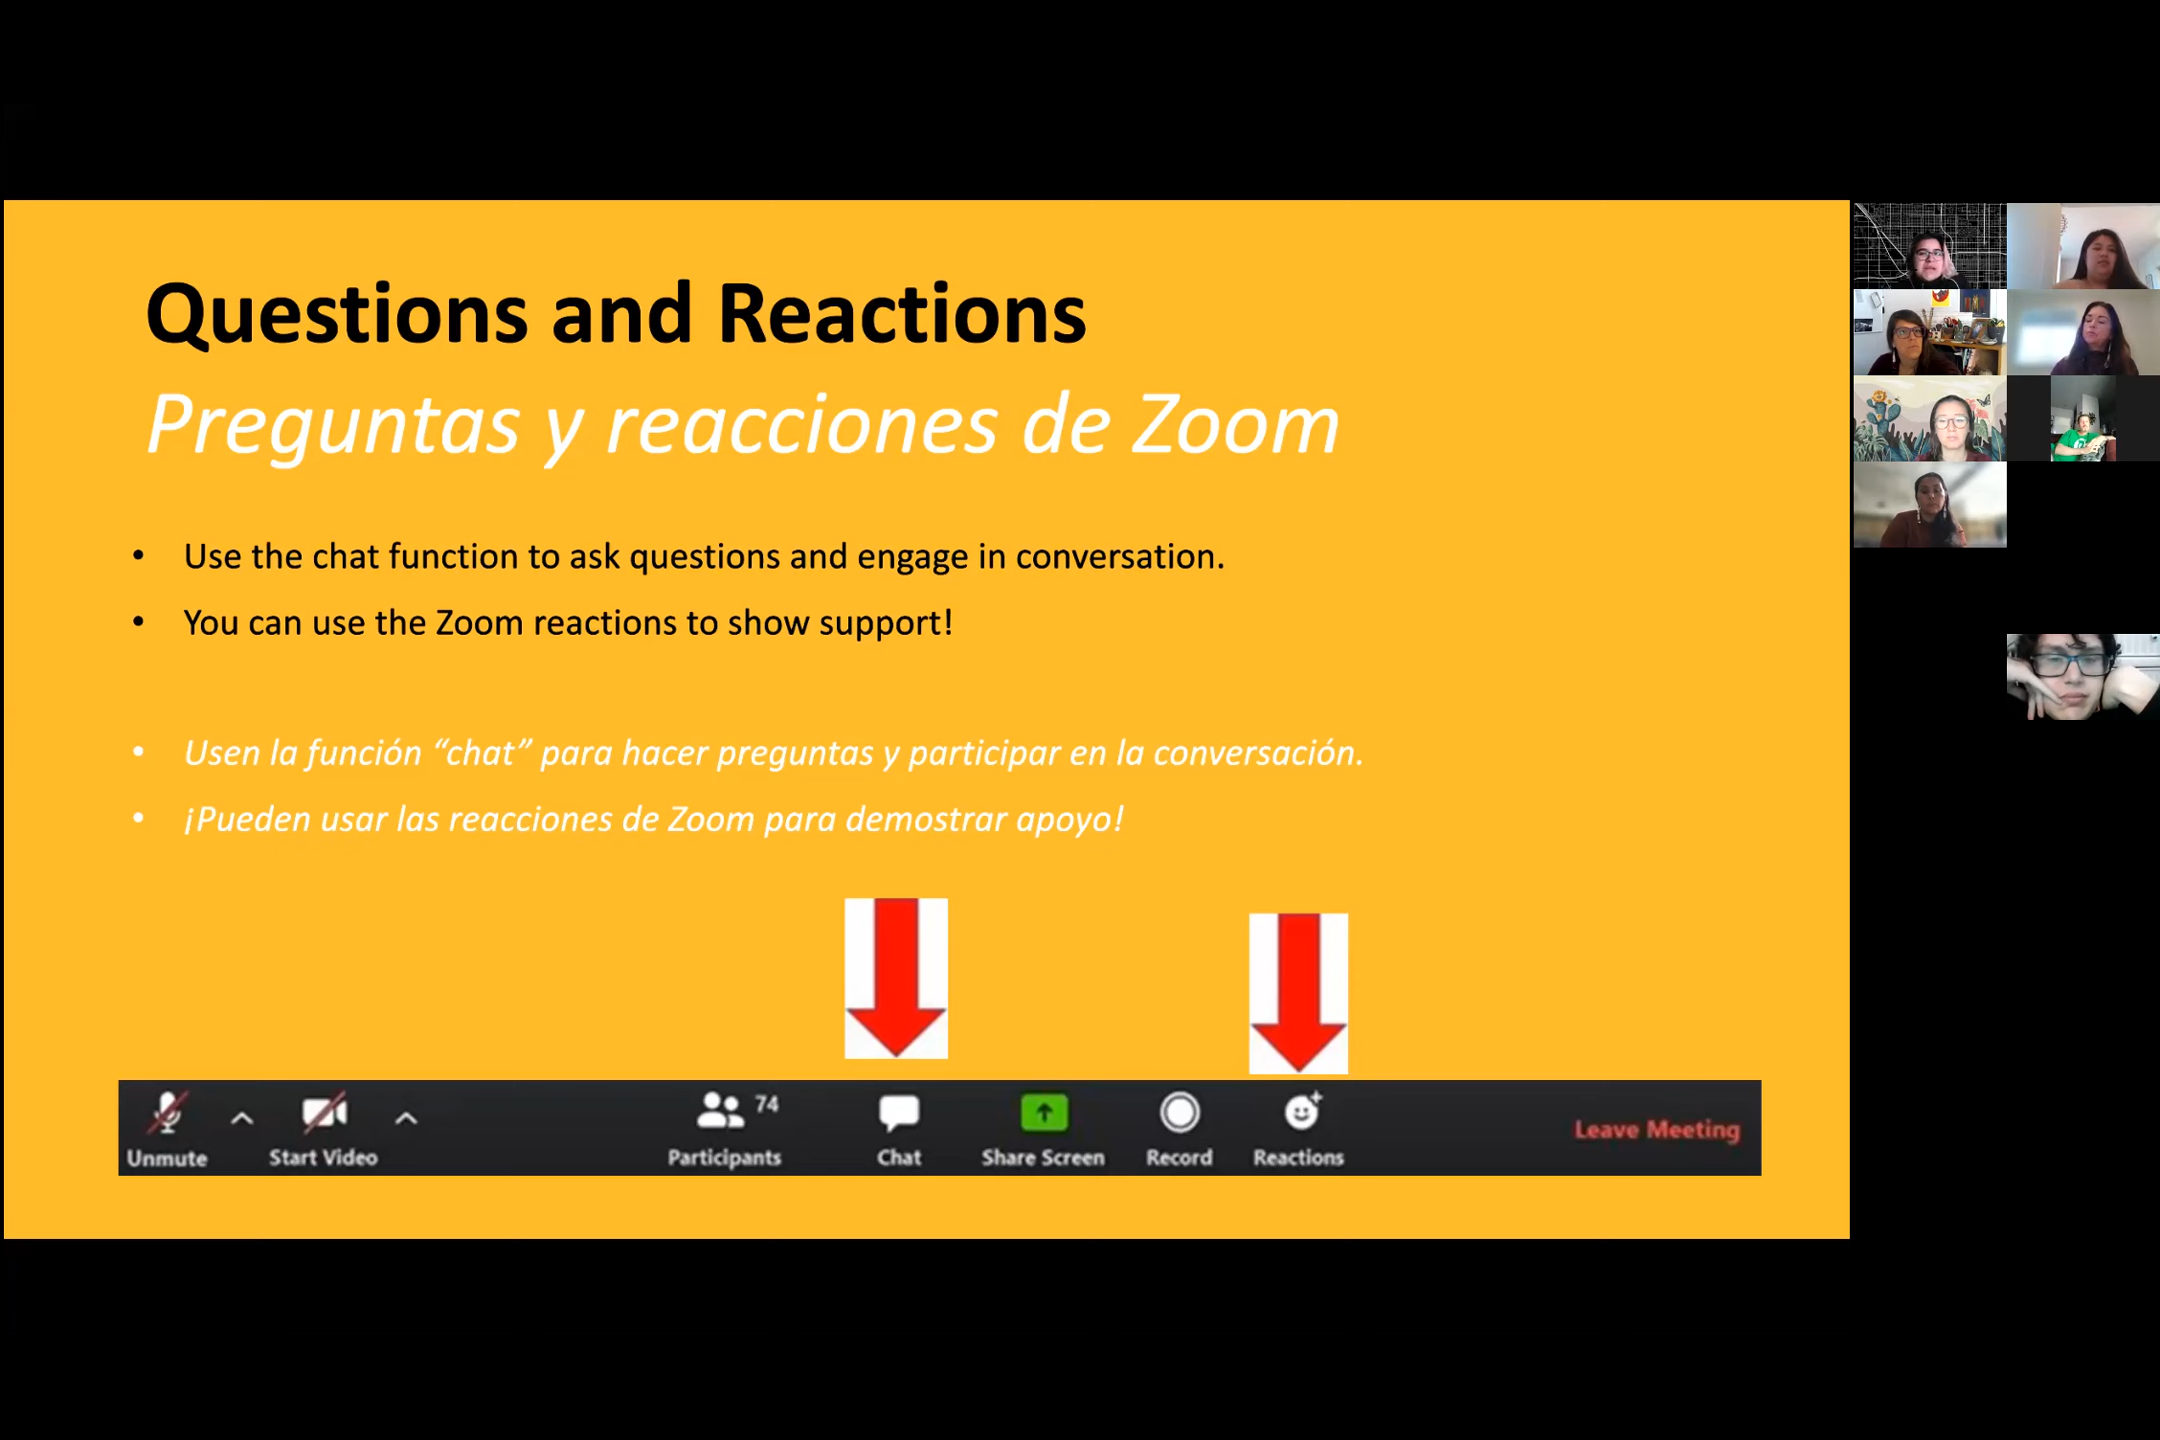 Questions and Reactions
Preguntas y reacciones de Zoom
• Use the chat function to ask questions and engage in conversation.
• You can use the Zoom reactions to show support!
• Usen la función “chat” para hacer preguntas y participar en la conversación.
• ¡Pueden usar las reacciones de Zoom para demostrar apoyo!
74
Unmute Start Video Participants Chat Share Screen Record Reactions Leave Meeting